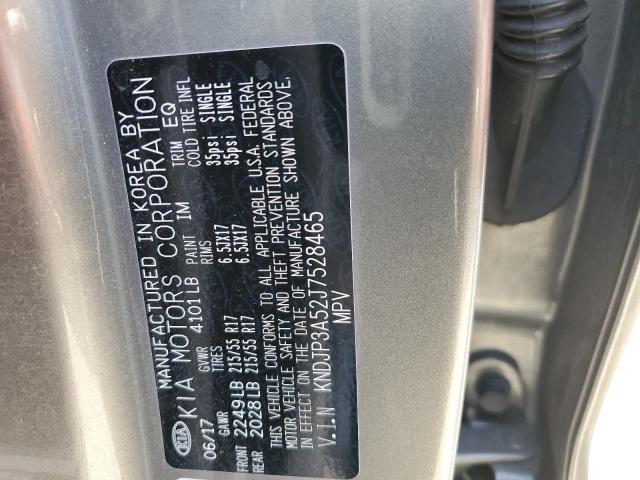 KIA MANUFACTURED IN KOREA BY
KIA MOTORS CORPORATION
06/17 GVWR 4101LB PAINT IM TRIM EQ
GAWR TIRES RIMS COLD TIRE INFL
FRONT 2249LB 215/55 R17 6.5JX17 35psi SINGLE
REAR 2028LB 215/55 R17 6.5JX17 35psi SINGLE
THIS VEHICLE CONFORMS TO ALL APPLICABLE U.S.A. FEDERAL
MOTOR VEHICLE SAFETY AND THEFT PREVENTION STANDARDS
IN EFFECT ON THE DATE OF MANUFACTURE SHOWN ABOVE.
V.I.N KNDJP3A52J7528465
MPV